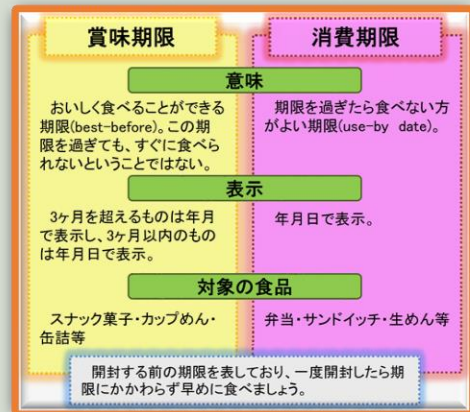 賞味期限
消費期限
意味
おいしく食べることができる
期限(best-before)。この期
限を過ぎても、すぐに食べら
れないということではない。
期限を過ぎたら食べない方
がよい期限(use-by date)。
表示
3ヶ月を超えるものは年月
で表示し、3ヶ月以内のもの
は年月日で表示。
年月日で表示。
対象の食品
スナック菓子・カップめん・
缶詰等
弁当・サンドイッチ・生めん等
開封する前の期限を表しており、一度開封したら期
限にかかわらず早めに食べましょう。